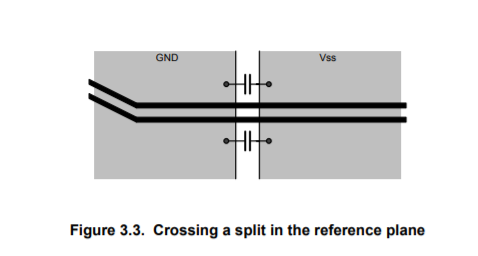 GND Vss
Figure 3.3. Crossing a split in the reference plane